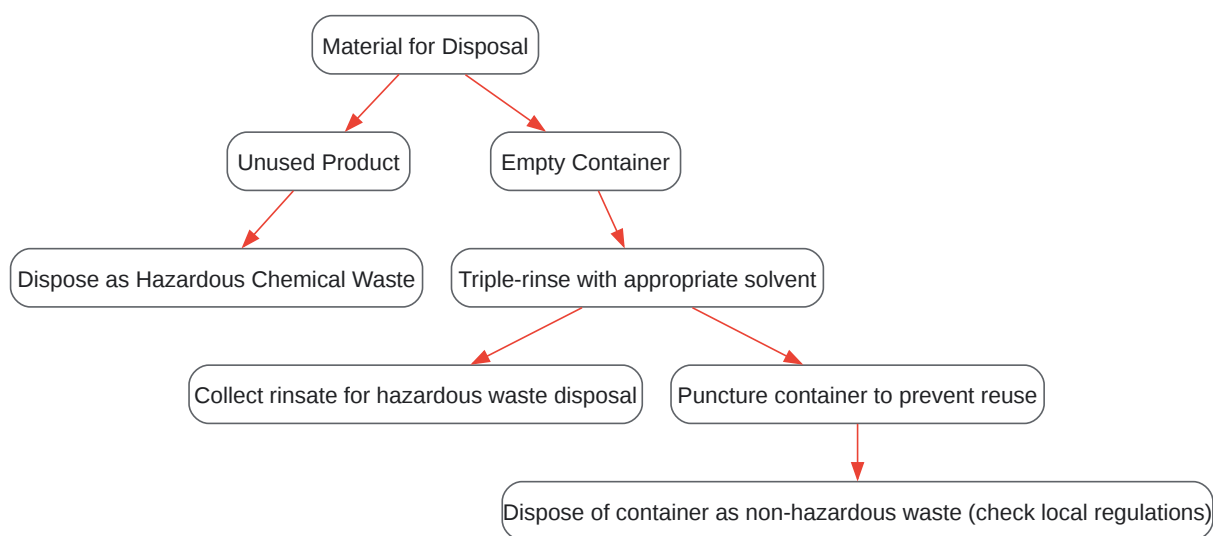 Material for Disposal
Unused Product
Empty Container
Dispose as Hazardous Chemical Waste
Triple-rinse with appropriate solvent
Collect rinsate for hazardous waste disposal
Puncture container to prevent reuse
Dispose of container as non-hazardous waste (check local regulations)